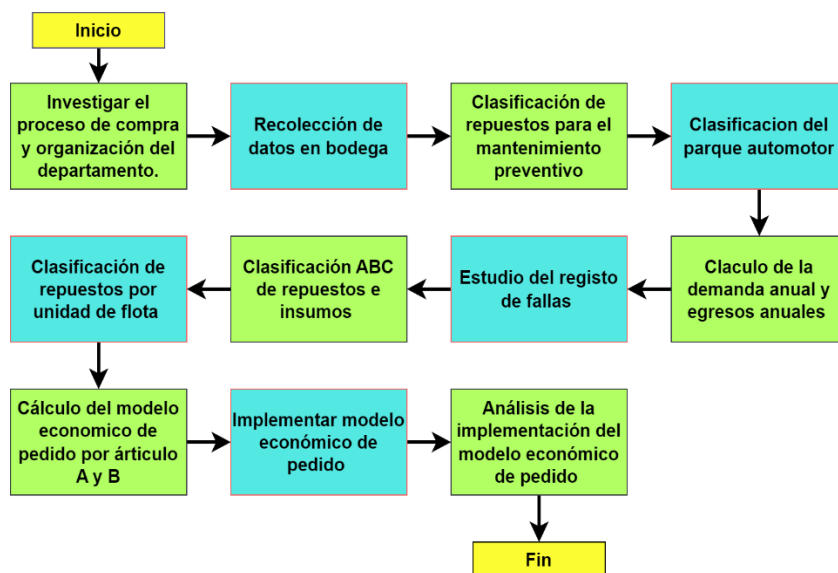 Inicio
Investigar el
proceso de compra
y organización del
departamento.
Recolección de
datos en bodega
Clasificación de
repuestos para el
mantenimiento
preventivo
Clasificacion del
parque automotor
Claculo de la
demanda anual y
egresos anuales
Estudio del registo
de fallas
Clasificación ABC
de repuestos e
insumos
Clasificación de
repuestos por
unidad de flota
Cálculo del modelo
economico de
pedido por árticulo
A y B
Implementar modelo
económico de
pedido
Análisis de la
implementación del
modelo económico
de pedido
Fin